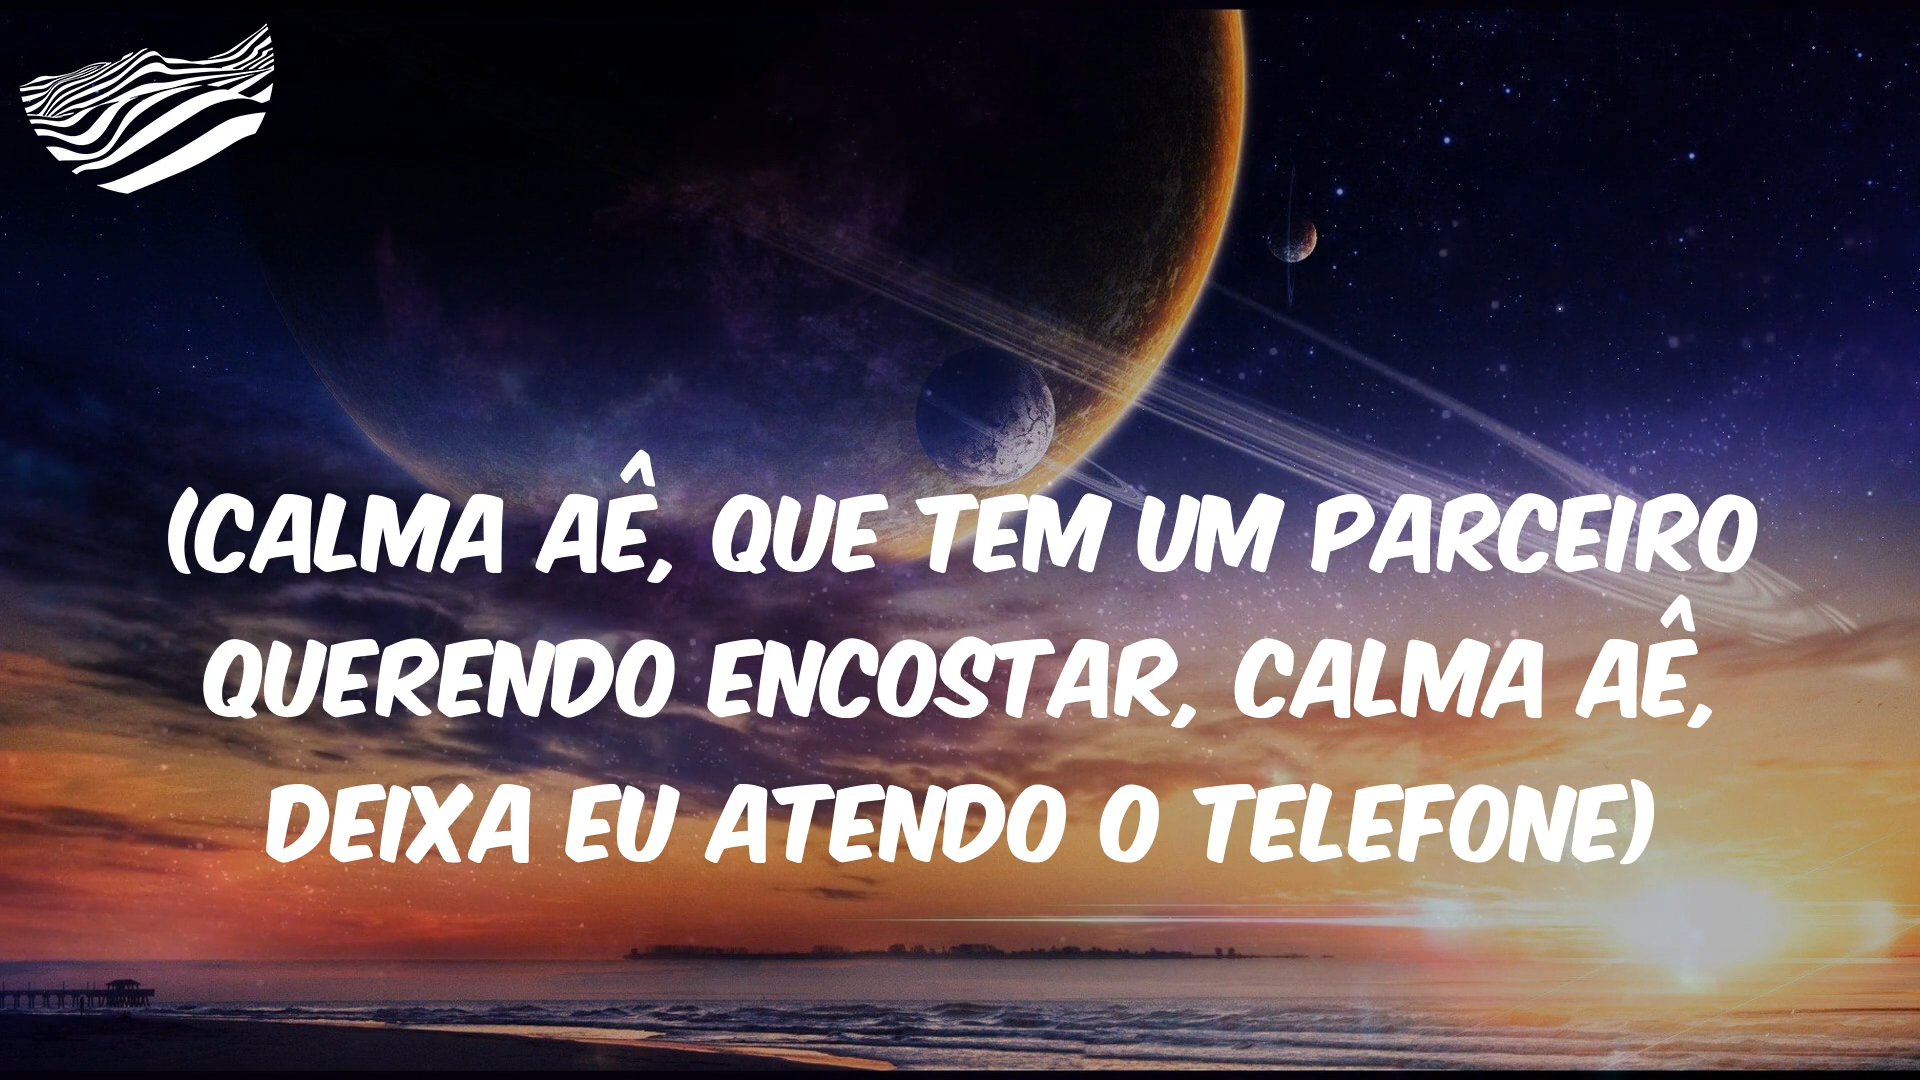 (CALMA AÊ, QUE TEM UM PARCEIRO
QUERENDO ENCOSTAR, CALMA AÊ,
DEIXA EU ATENDO O TELEFONE)